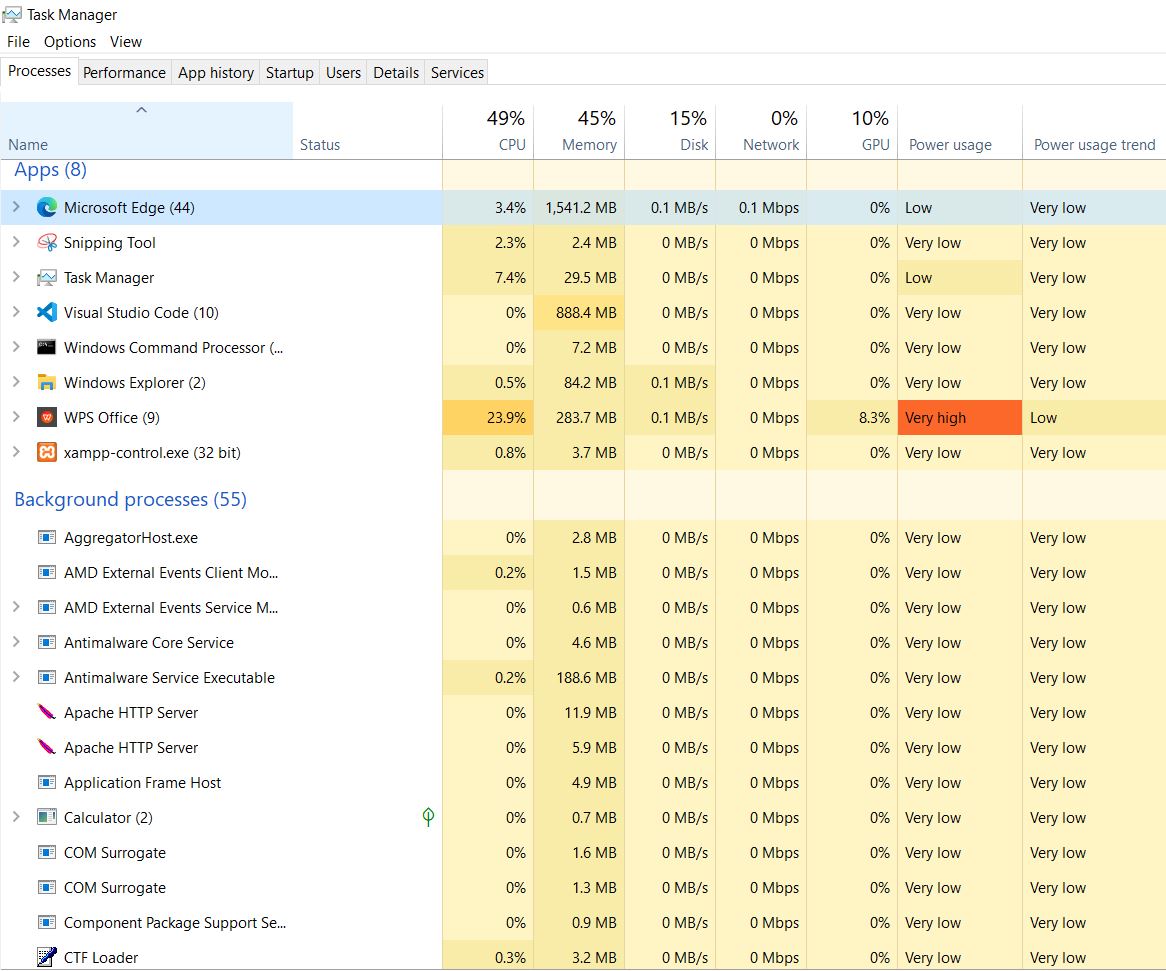 Task Manager
File Options View
Processes Performance App history Startup Users Details Services
49% 45% 15% 0% 10%
Name Status CPU Memory Disk Network GPU Power usage Power usage trend
Apps (8)
Microsoft Edge (44) 3.4% 1,541.2 MB 0.1 MB/s 0.1 Mbps 0% Low Very low
Snipping Tool 2.3% 2.4 MB 0 MB/s 0 Mbps 0% Very low Very low
Task Manager 7.4% 29.5 MB 0 MB/s 0 Mbps 0% Low Very low
Visual Studio Code (10) 0% 888.4 MB 0 MB/s 0 Mbps 0% Very low Very low
Windows Command Processor (... 0% 7.2 MB 0 MB/s 0 Mbps 0% Very low Very low
Windows Explorer (2) 0.5% 84.2 MB 0.1 MB/s 0 Mbps 0% Very low Very low
WPS Office (9) 23.9% 283.7 MB 0.1 MB/s 0 Mbps 8.3% Very high Low
xampp-control.exe (32 bit) 0.8% 3.7 MB 0 MB/s 0 Mbps 0% Very low Very low
Background processes (55)
AggregatorHost.exe 0% 2.8 MB 0 MB/s 0 Mbps 0% Very low Very low
AMD External Events Client Mo... 0.2% 1.5 MB 0 MB/s 0 Mbps 0% Very low Very low
AMD External Events Service M... 0% 0.6 MB 0 MB/s 0 Mbps 0% Very low Very low
Antimalware Core Service 0% 4.6 MB 0 MB/s 0 Mbps 0% Very low Very low
Antimalware Service Executable 0.2% 188.6 MB 0 MB/s 0 Mbps 0% Very low Very low
Apache HTTP Server 0% 11.9 MB 0 MB/s 0 Mbps 0% Very low Very low
Apache HTTP Server 0% 5.9 MB 0 MB/s 0 Mbps 0% Very low Very low
Application Frame Host 0% 4.9 MB 0 MB/s 0 Mbps 0% Very low Very low
Calculator (2) 0% 0.7 MB 0 MB/s 0 Mbps 0% Very low Very low
COM Surrogate 0% 1.6 MB 0 MB/s 0 Mbps 0% Very low Very low
COM Surrogate 0% 1.3 MB 0 MB/s 0 Mbps 0% Very low Very low
Component Package Support Se... 0% 0.9 MB 0 MB/s 0 Mbps 0% Very low Very low
CTF Loader 0.3% 3.2 MB 0 MB/s 0 Mbps 0% Very low Very low